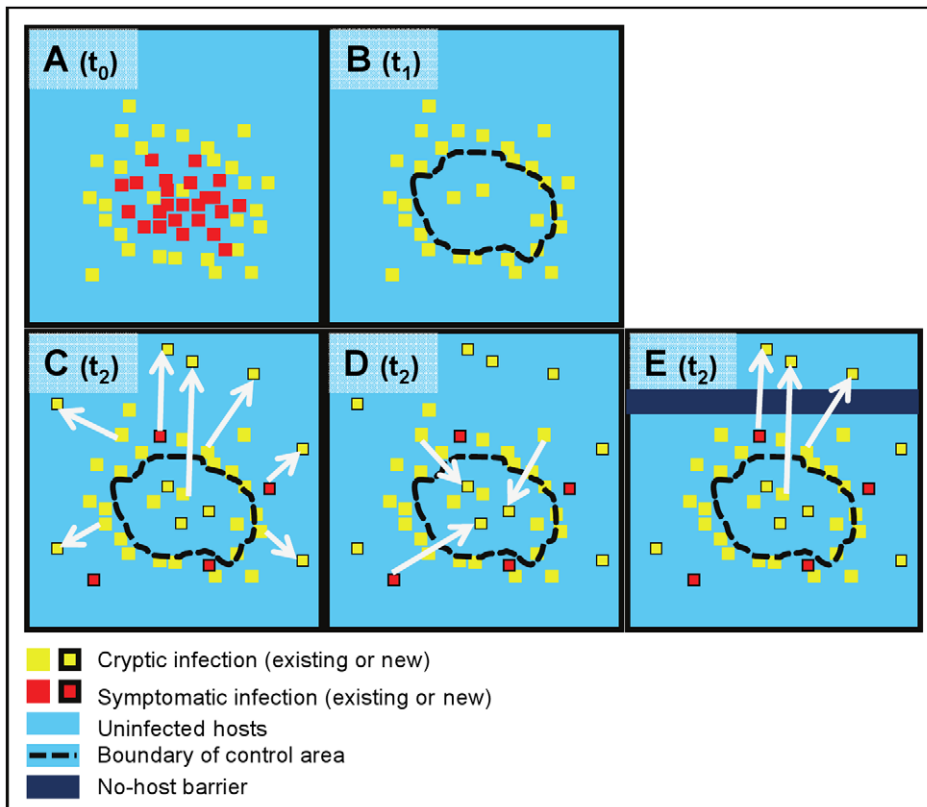 A (t0)
B (t1)
C (t2)
D (t2)
E (t2)
Cryptic infection (existing or new)
Symptomatic infection (existing or new)
Uninfected hosts
Boundary of control area
No-host barrier